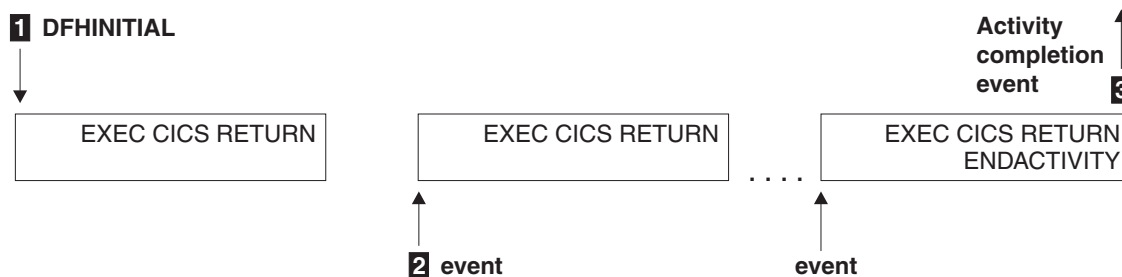 1 DFHINITIAL
Activity
completion
event
3
EXEC CICS RETURN
EXEC CICS RETURN
EXEC CICS RETURN
ENDACTIVITY
. . . .
2 event
event